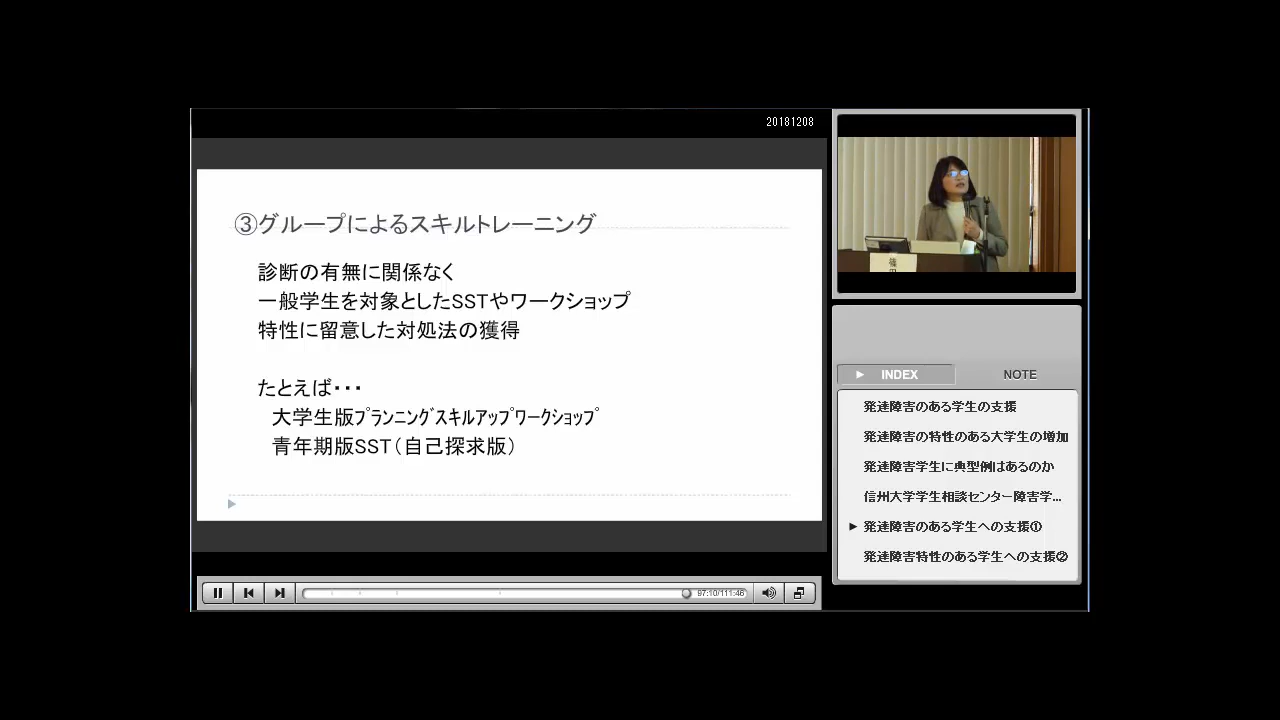 20181208
③グループによるスキルトレーニング
診断の有無に関係なく
一般学生を対象としたSSTやワークショップ
特性に留意した対処法の獲得
たとえば・・・
大学生版ﾌﾟﾗﾝﾆﾝｸﾞｽｷﾙｱｯﾌﾟﾜｰｸｼｮｯﾌﾟ
青年期版SST（自己探求版）
97:10/111:46
INDEX
NOTE
発達障害のある学生の支援
発達障害の特性のある大学生の増加
発達障害学生に典型例はあるのか
信州大学学生相談センター障害学...
発達障害のある学生への支援①
発達障害特性のある学生への支援②